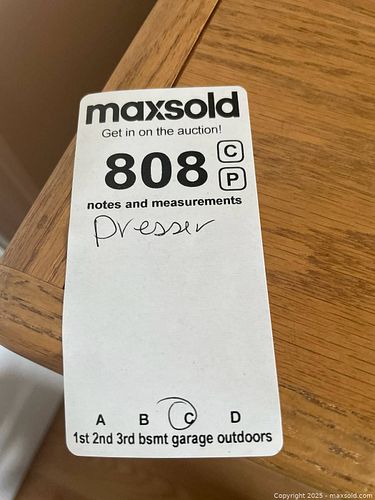 maxsold
Get in on the auction!
808 C
P
notes and measurements
Dresser
A B C D
1st 2nd 3rd bsmt garage outdoors
Copyright © 2025 - maxsold.com